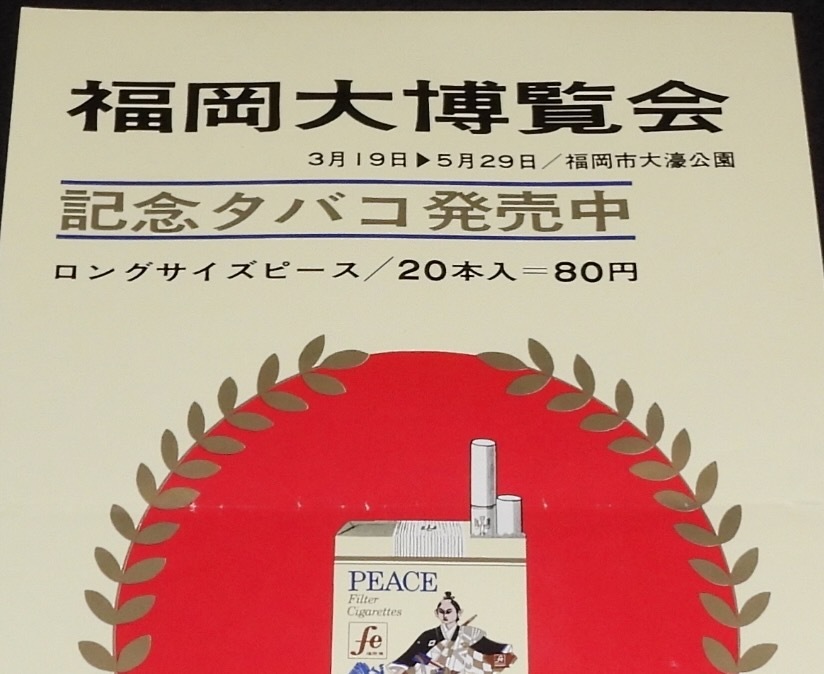 福岡大博覧会
3月19日▶5月29日／福岡市大濠公園
記念タバコ発売中
ロングサイズピース／20本入＝80円
PEACE
Filter
Cigarettes
fe